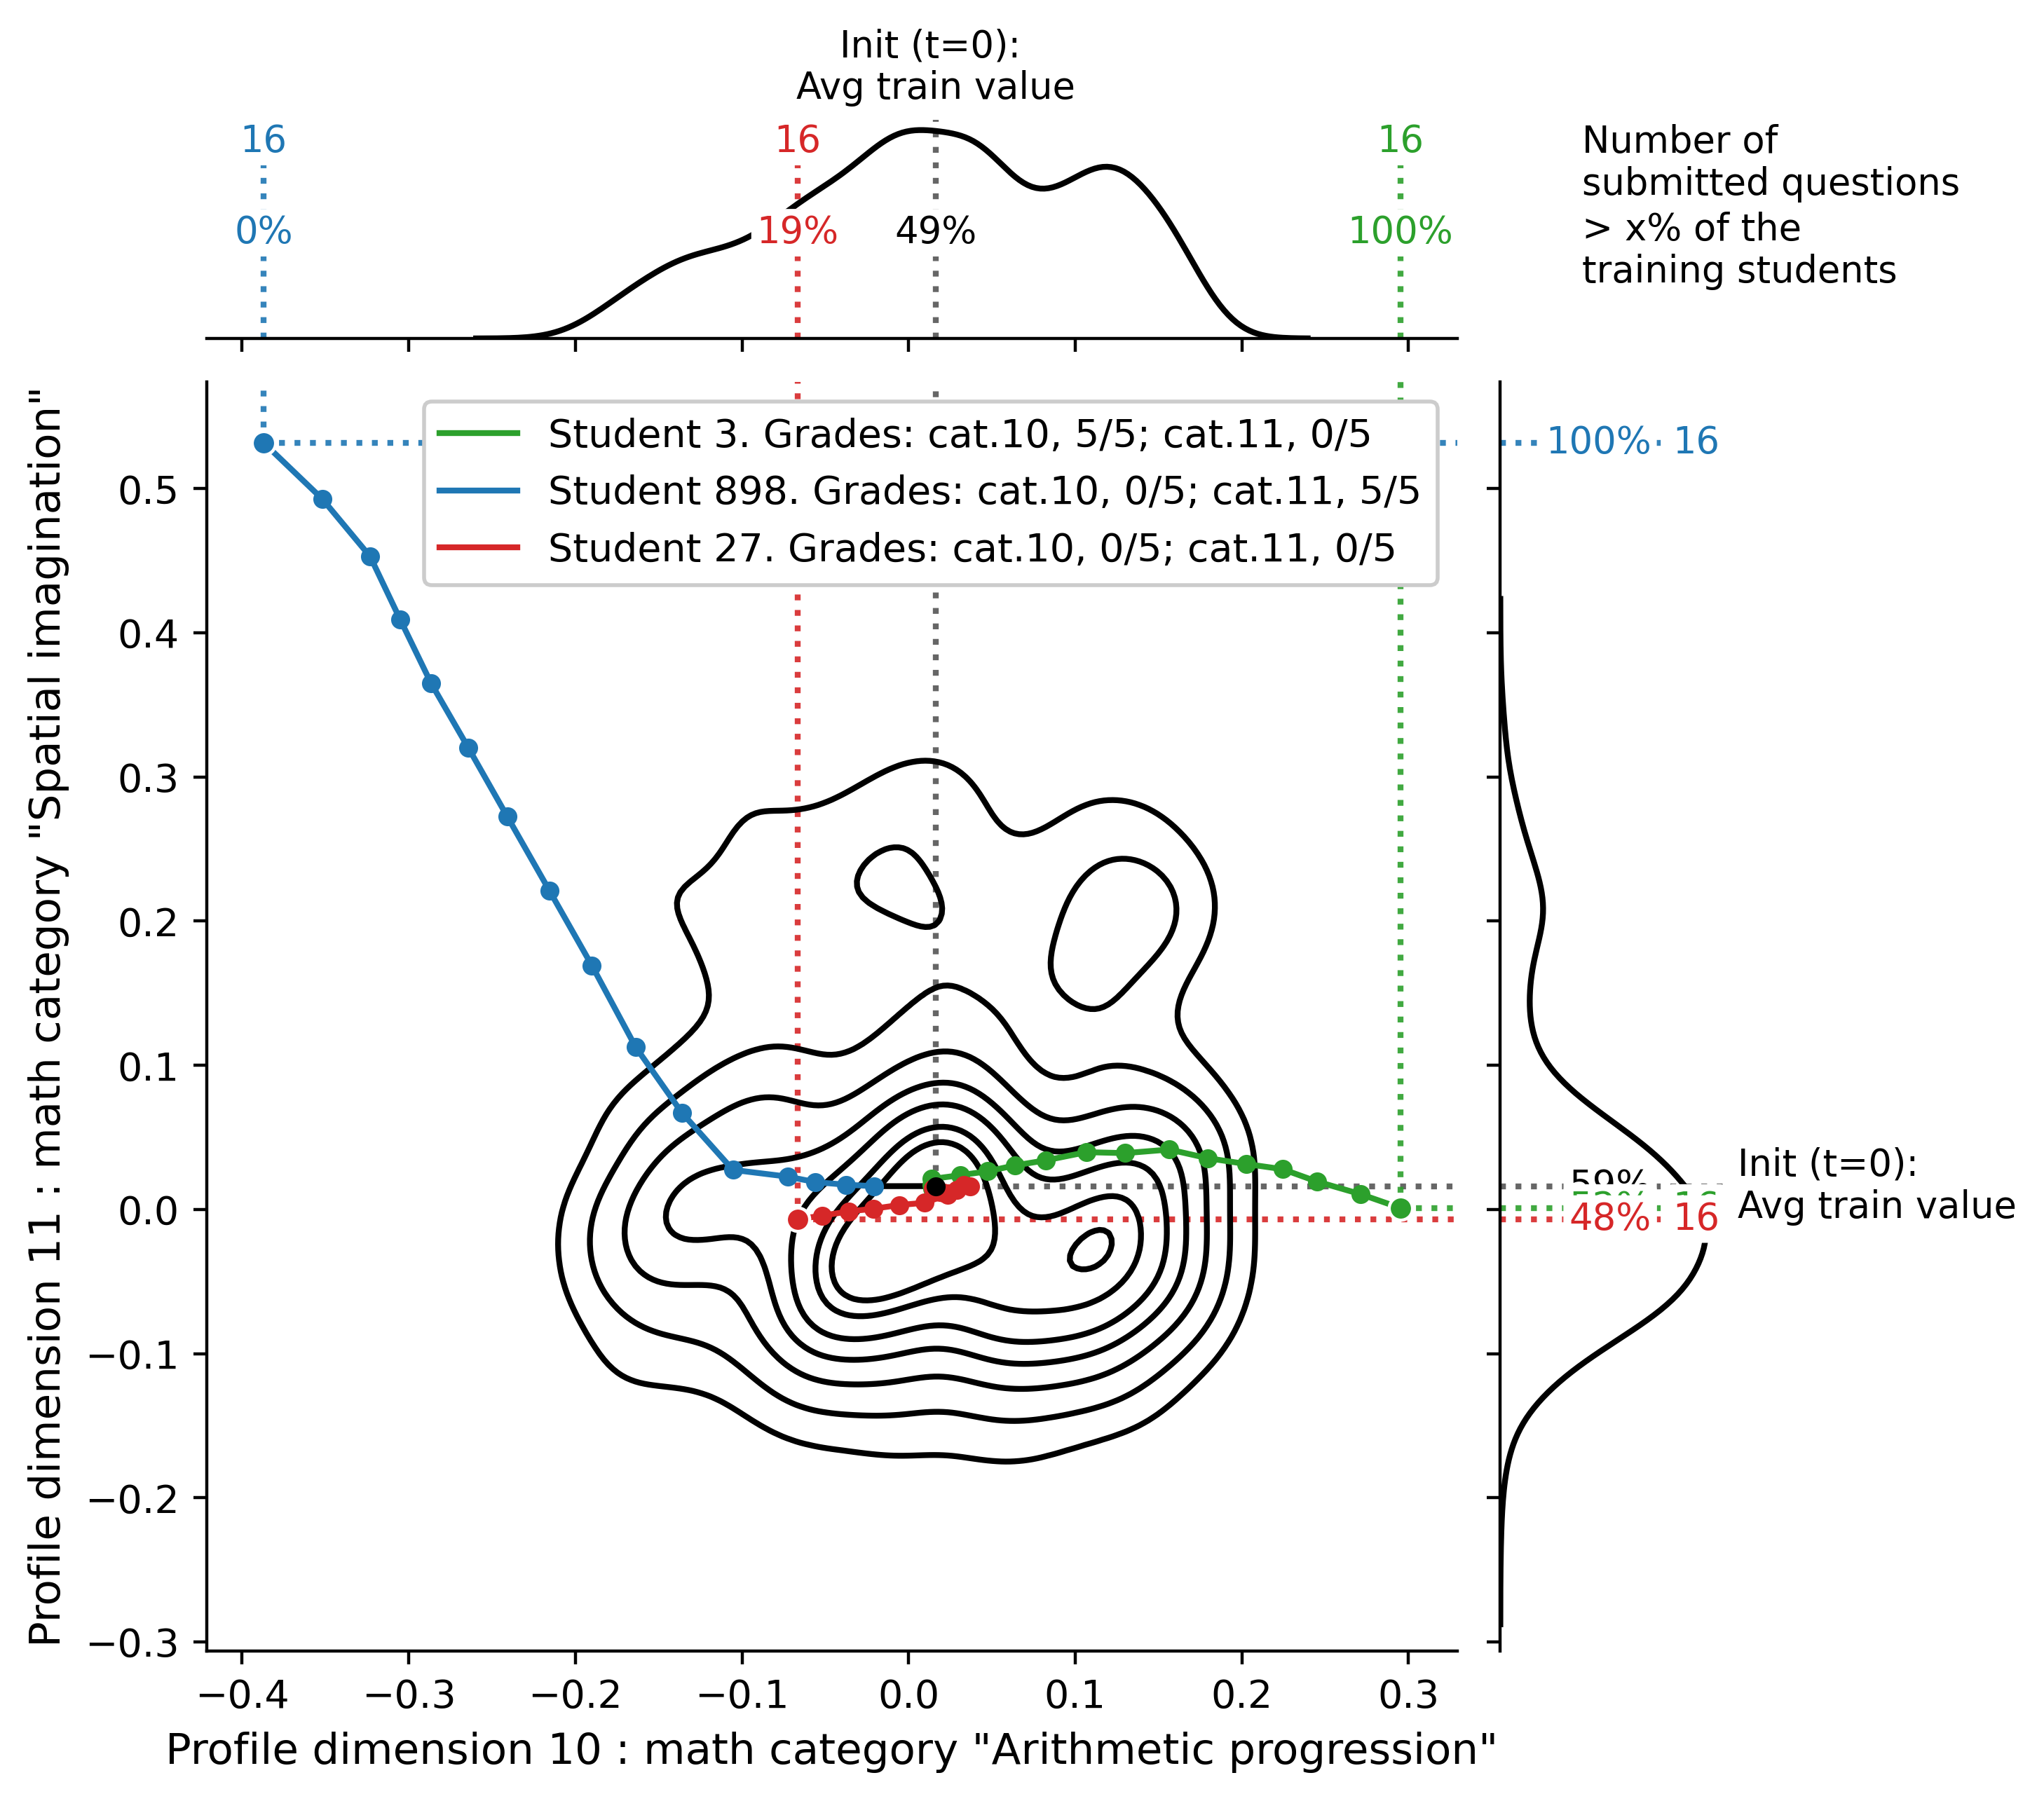 Init (t=0):
Avg train value
16
16
16
Number of
submitted questions
0%
19%
49%
100%
> x% of the
training students
Profile dimension 11 : math category "Spatial imagination"
Student 3. Grades: cat.10, 5/5; cat.11, 0/5
Student 898. Grades: cat.10, 0/5; cat.11, 5/5
Student 27. Grades: cat.10, 0/5; cat.11, 0/5
100%
16
0.5
0.4
0.3
0.2
0.1
0.0
−0.1
−0.2
−0.3
59%
48%
16
Init (t=0):
Avg train value
−0.4
−0.3
−0.2
−0.1
0.0
0.1
0.2
0.3
Profile dimension 10 : math category "Arithmetic progression"